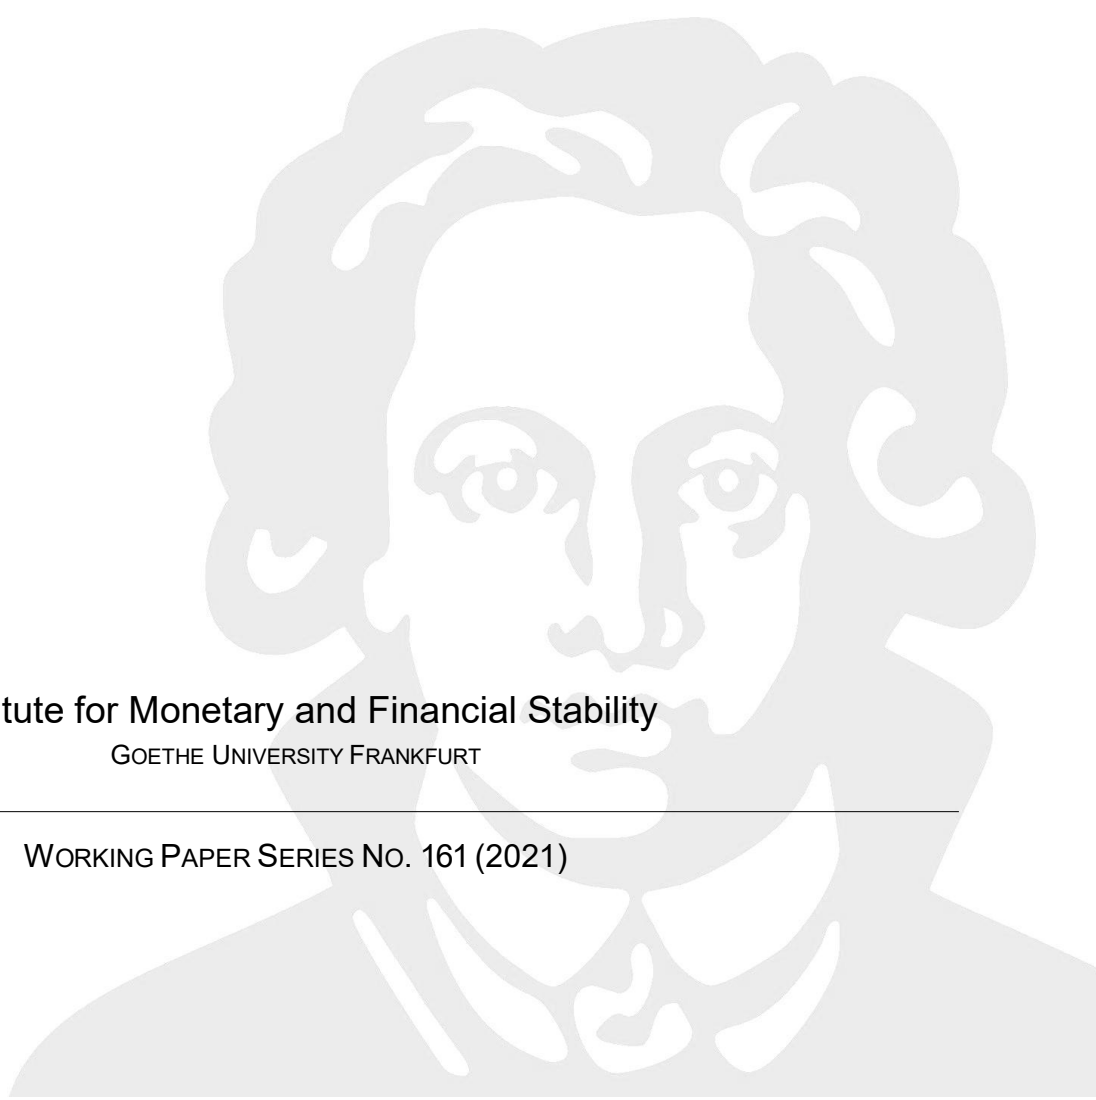 tute for Monetary and Financial Stability
GOETHE UNIVERSITY FRANKFURT
WORKING PAPER SERIES NO. 161 (2021)